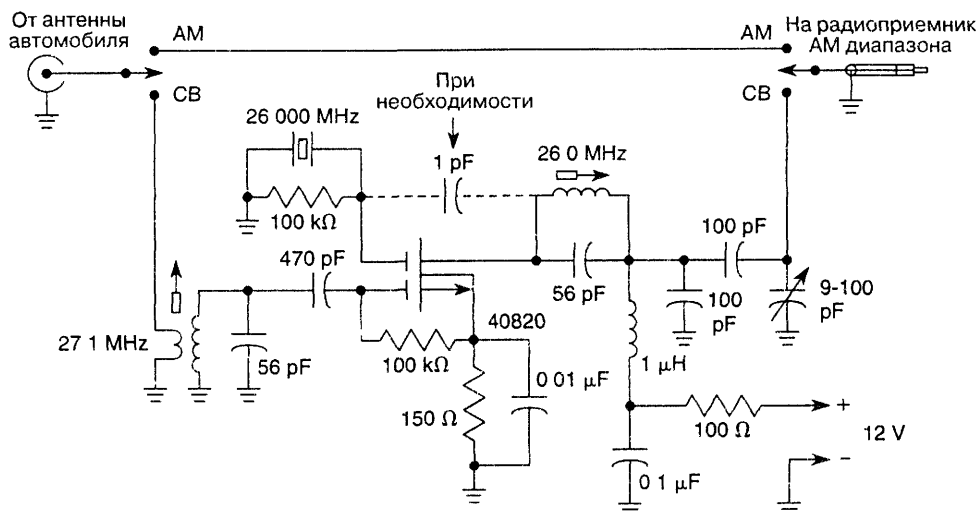 От антенны
автомобиля
AM
AM
На радиоприемник
АМ диапазона
CB
CB
При
необходимости
26 000 MHz
1 pF
26 0 MHz
100 kΩ
100 pF
470 pF
56 pF
100
pF
9-100
pF
27 1 MHz
56 pF
100 kΩ
40820
1 μH
0 01 μF
150 Ω
100 Ω
+
12 V
−
0 1 μF